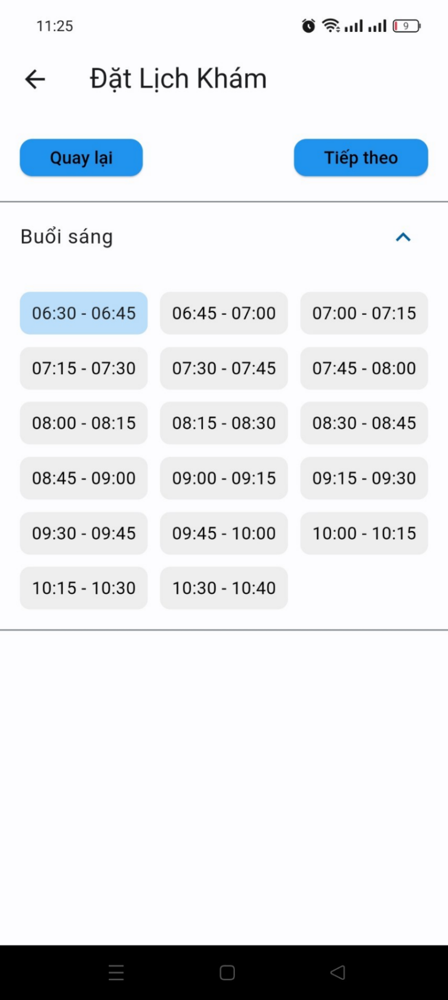 11:25
9
Đặt Lịch Khám
Quay lại
Tiếp theo
Buổi sáng
06:30 - 06:45
06:45 - 07:00
07:00 - 07:15
07:15 - 07:30
07:30 - 07:45
07:45 - 08:00
08:00 - 08:15
08:15 - 08:30
08:30 - 08:45
08:45 - 09:00
09:00 - 09:15
09:15 - 09:30
09:30 - 09:45
09:45 - 10:00
10:00 - 10:15
10:15 - 10:30
10:30 - 10:40